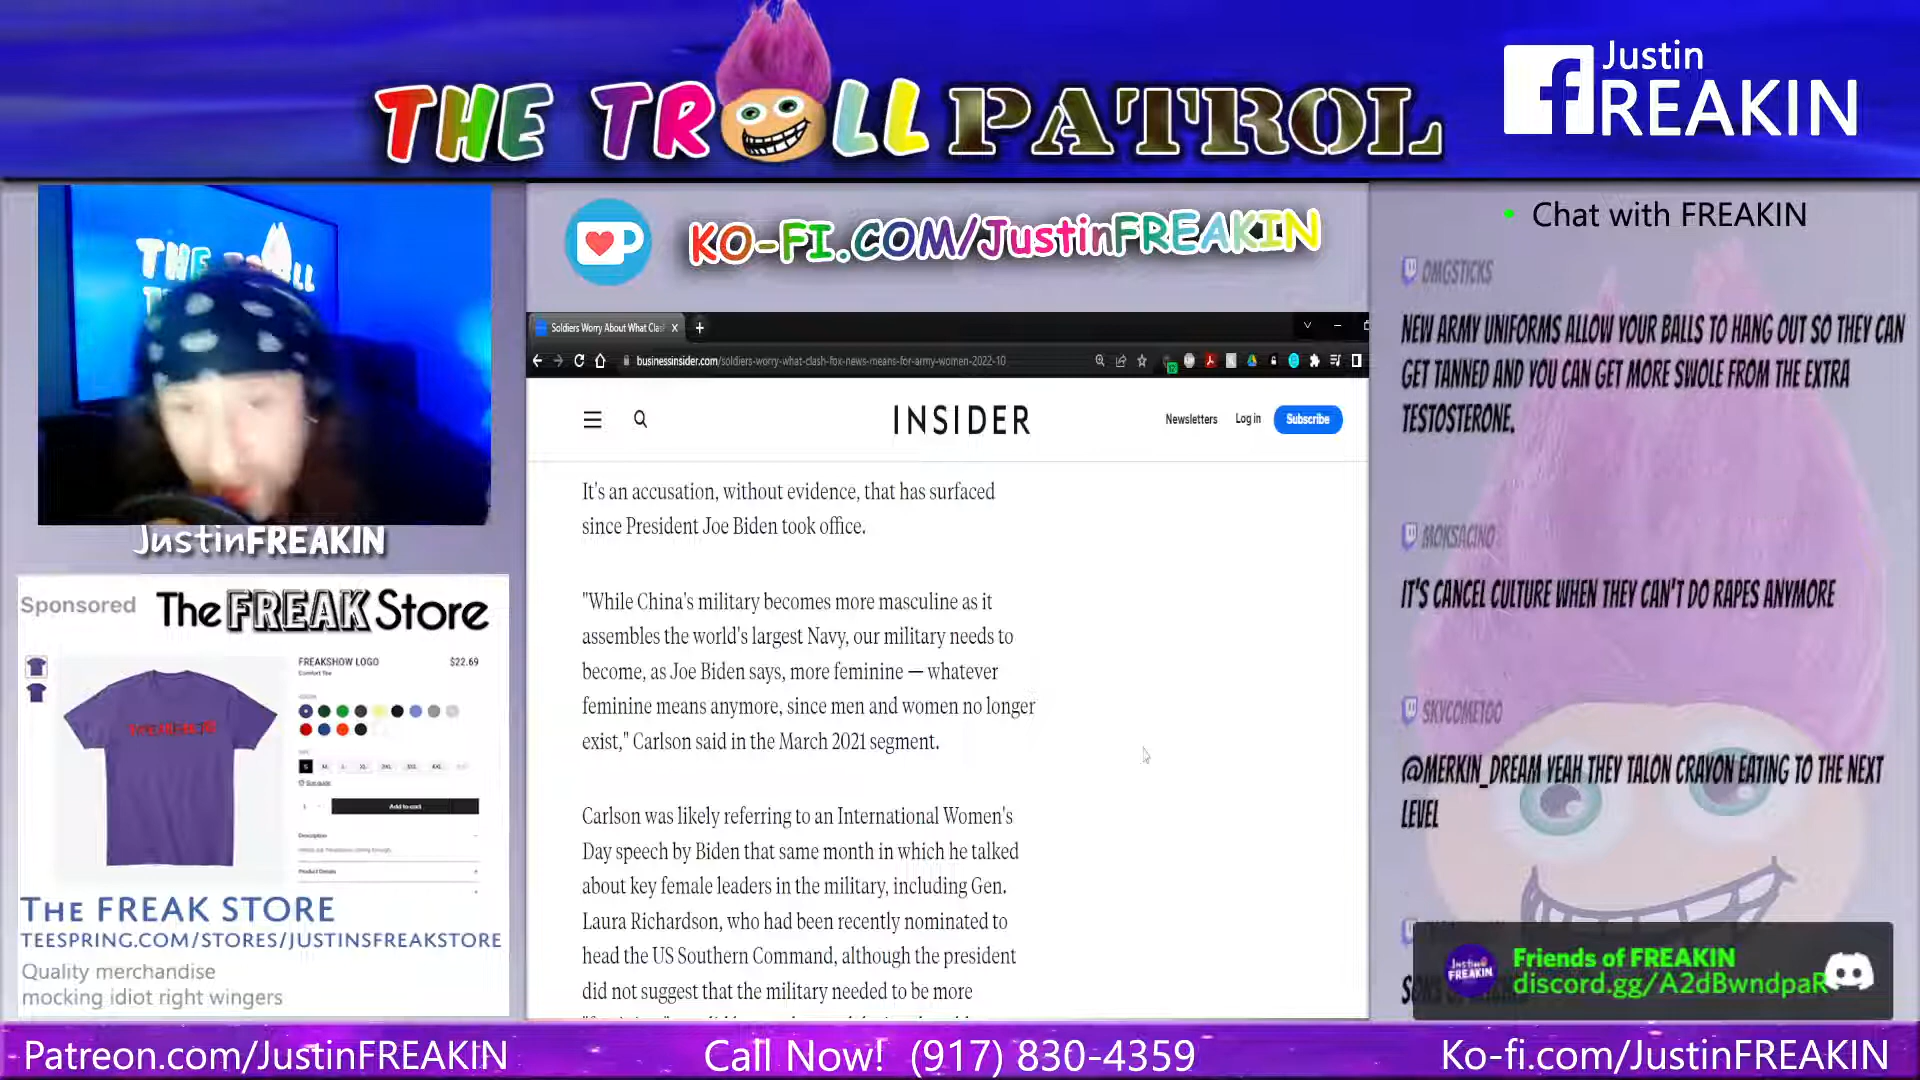 THE TROLL PATROL
Justin
FREAKIN
THE TROLL
JustinFREAKIN
KO-FI.COM/JustinFREAKIN
Soldiers Worry About What Clas
businessinsider.com/soldiers-worry-what-clash-fox-news-means-for-army-women-2022-10
INSIDER
Newsletters
Log in
Subscribe
It's an accusation, without evidence, that has surfaced
since President Joe Biden took office.
"While China's military becomes more masculine as it
assembles the world's largest Navy, our military needs to
become, as Joe Biden says, more feminine — whatever
feminine means anymore, since men and women no longer
exist," Carlson said in the March 2021 segment.
Carlson was likely referring to an International Women's
Day speech by Biden that same month in which he talked
about key female leaders in the military, including Gen.
Laura Richardson, who had been recently nominated to
head the US Southern Command, although the president
did not suggest that the military needed to be more
Chat with FREAKIN
OMGSTICKS
NEW ARMY UNIFORMS ALLOW YOUR BALLS TO HANG OUT SO THEY CAN
GET TANNED AND YOU CAN GET MORE SWOLE FROM THE EXTRA
TESTOSTERONE.
MOKSACINO
IT'S CANCEL CULTURE WHEN THEY CAN'T DO RAPES ANYMORE
SKYCOMETGO
@MERKIN_DREAM YEAH THEY TALON CRAYON EATING TO THE NEXT
LEVEL
Friends of FREAKIN
discord.gg/A2dBwndpaR
Sponsored
The FREAK Store
FREAKSHOW LOGO
$22.69
Comfort Tee
Size guide
Add to cart
Description
Product Details
THE FREAK STORE
TEESPRING.COM/STORES/JUSTINSFREAKSTORE
Quality merchandise
mocking idiot right wingers
Patreon.com/JustinFREAKIN
Call Now! (917) 830-4359
Ko-fi.com/JustinFREAKIN